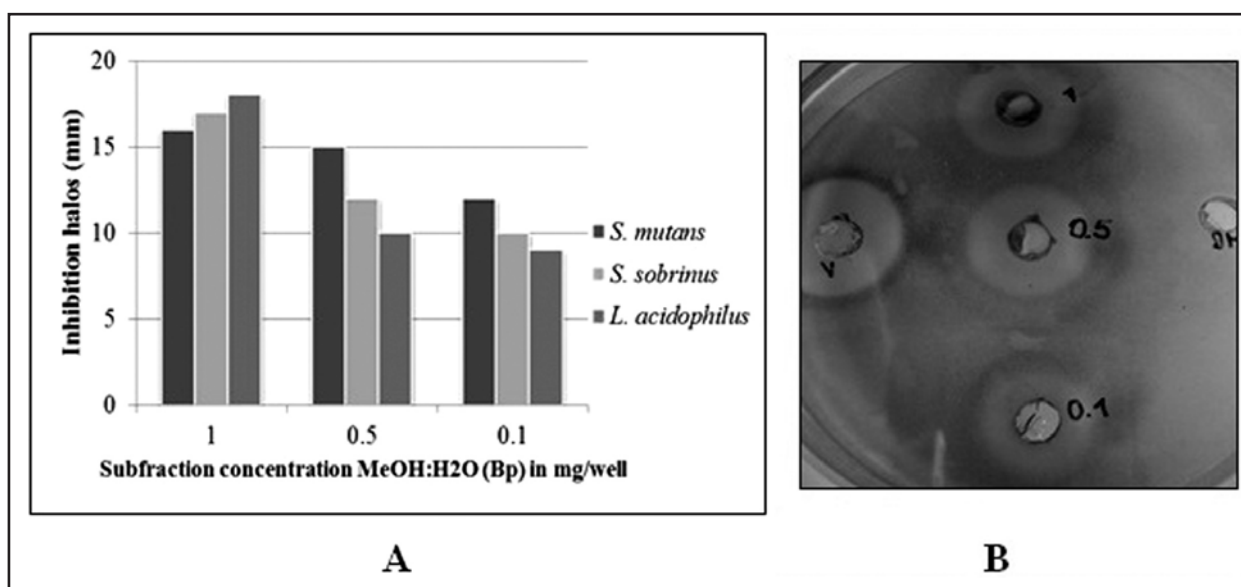 20
15
10
5
0
Inhibition halos (mm)
1 0.5 0.1
Subfraction concentration MeOH:H2O (Bp) in mg/well
S. mutans
S. sobrinus
L. acidophilus
A
1
0.5
0.1
V
B